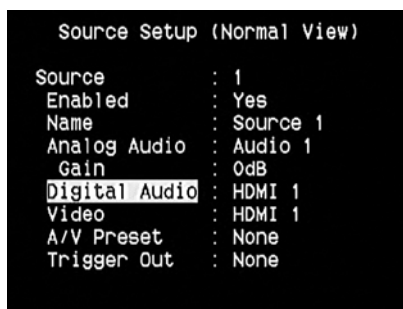 Source Setup (Normal View)
Source : 1
Enabled : Yes
Name : Source 1
Analog Audio : Audio 1
Gain : 0dB
Digital Audio : HDMI 1
Video : HDMI 1
A/V Preset : None
Trigger Out : None